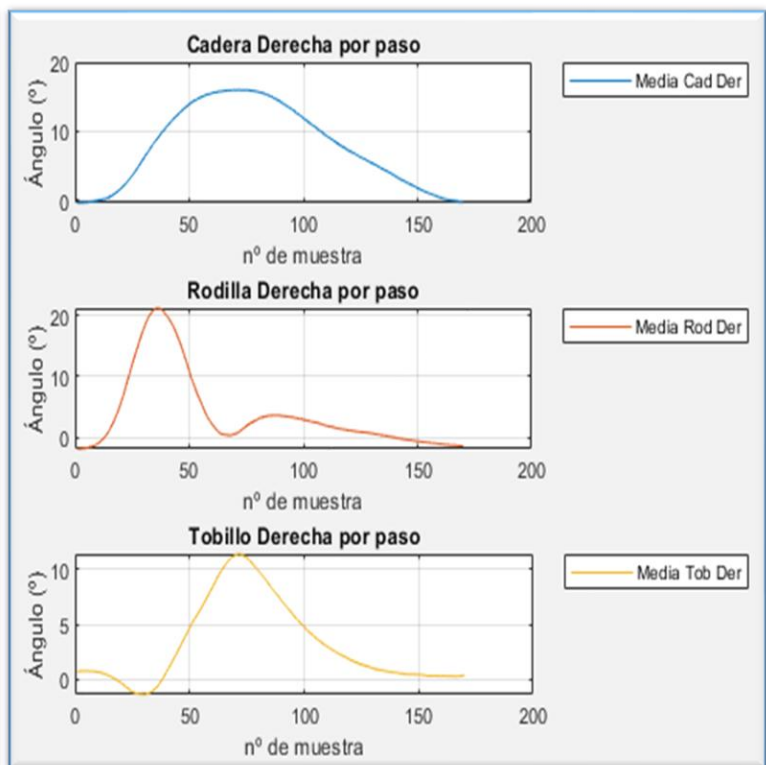 Cadera Derecha por paso
20
10
0
Ángulo (º)
0 50 100 150 200
nº de muestra
Media Cad Der
Rodilla Derecha por paso
20
10
0
Ángulo (º)
0 50 100 150 200
nº de muestra
Media Rod Der
Tobillo Derecha por paso
10
5
0
Ángulo (º)
0 50 100 150 200
nº de muestra
Media Tob Der